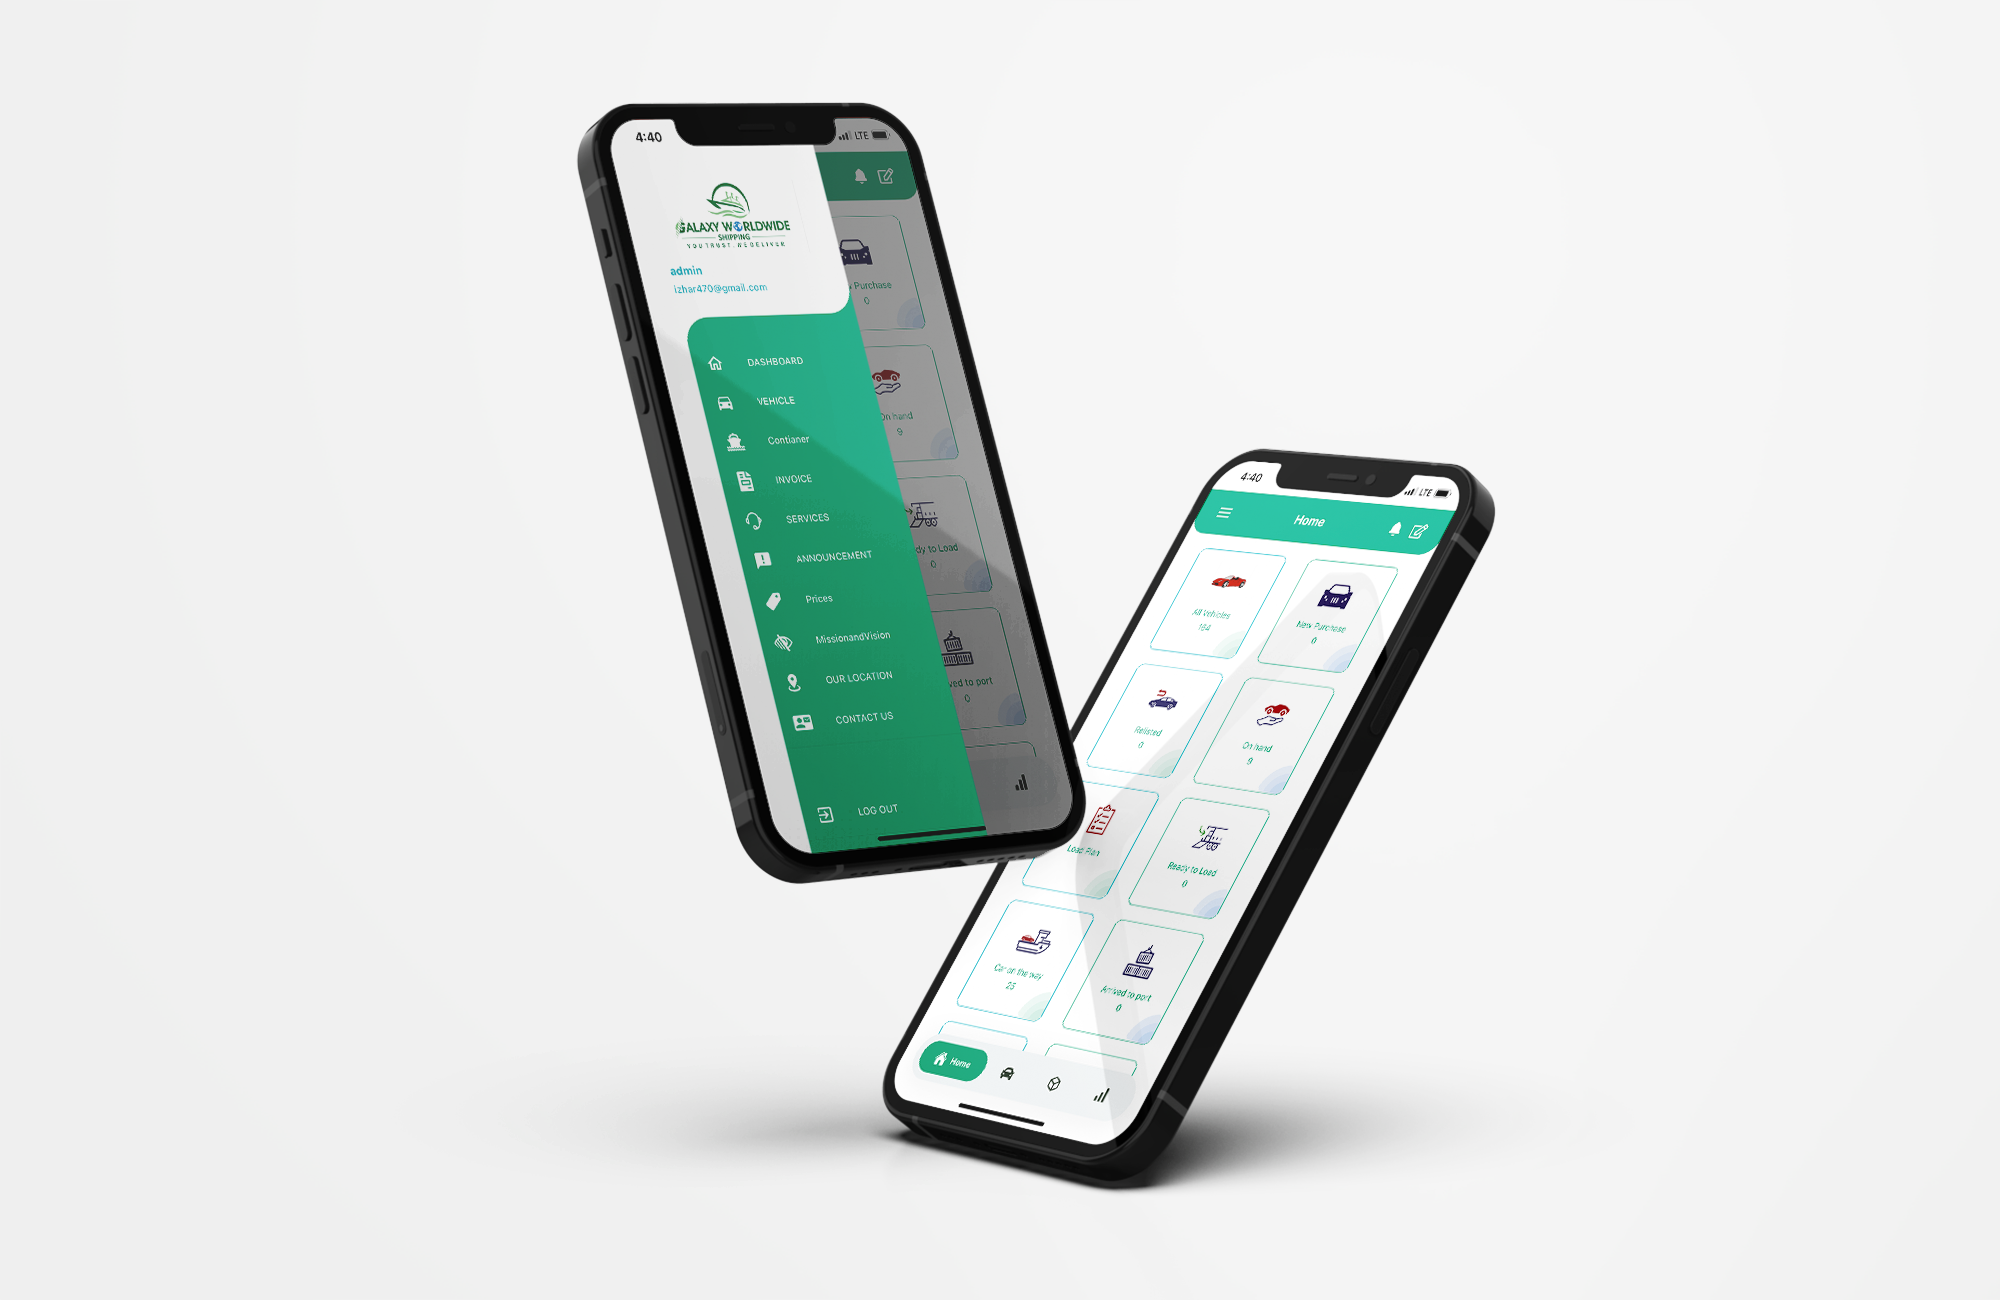 4:40
LTE
GALAXY WORLDWIDE
SHIPPING
YOU TRUST. WE DELIVER
admin
izhar470@gmail.com
DASHBOARD
VEHICLE
Contianer
INVOICE
SERVICES
ANNOUNCEMENT
Prices
MissionandVision
OUR LOCATION
CONTACT US
LOG OUT
Purchase
0
On hand
9
dy to Load
0
ved to port
0
4:40
LTE
Home
All Vehicles
164
New Purchase
0
Relisted
0
On hand
9
Load Plan
Ready to Load
0
Car on the way
25
Arrived to port
0
Home